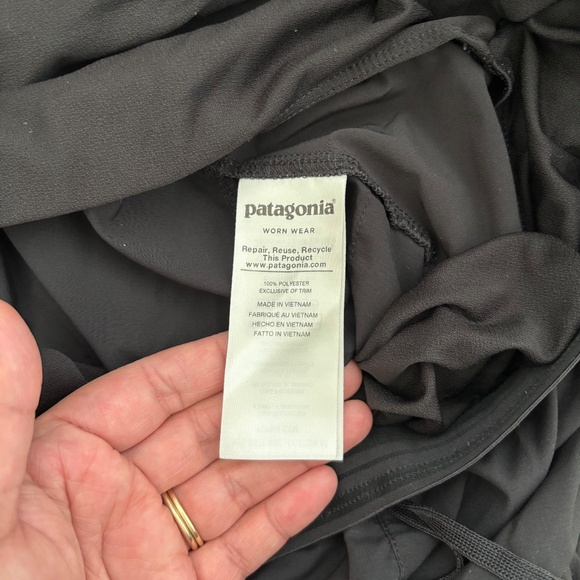 patagonia®
WORN WEAR
Repair, Reuse, Recycle
This Product
www.patagonia.com
100% POLYESTER
EXCLUSIVE OF TRIM
MADE IN VIETNAM
FABRIQUÉ AU VIETNAM
HECHO EN VIETNAM
FATTO IN VIETNAM